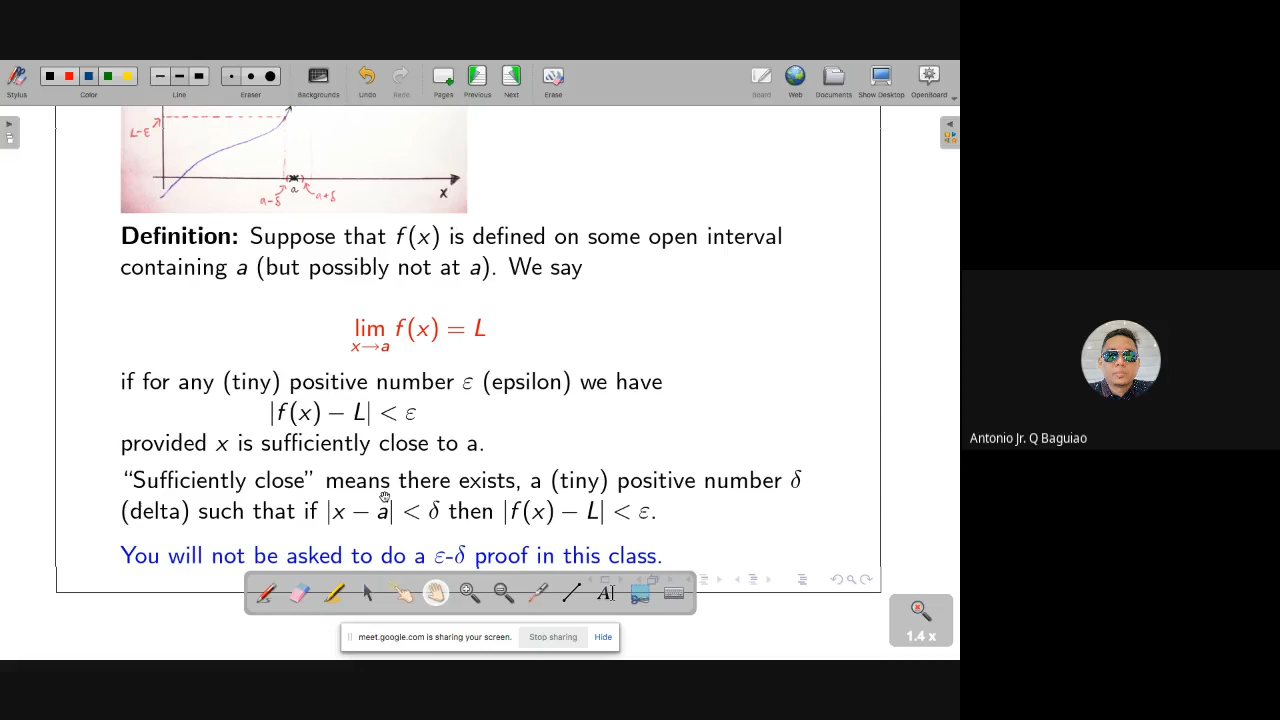 Stylus Color Line Eraser Backgrounds Undo Redo Pages Previous Next Erase Board Web Documents Show Desktop OpenBoard
L-ε
a
a-δ
a+δ
X
Definition: Suppose that f(x) is defined on some open interval
containing a (but possibly not at a). We say
lim f(x) = L
x→a
if for any (tiny) positive number ε (epsilon) we have
|f(x) − L| < ε
provided x is sufficiently close to a.
“Sufficiently close” means there exists, a (tiny) positive number δ
(delta) such that if |x − a| < δ then |f(x) − L| < ε.
You will not be asked to do a ε-δ proof in this class.
A
meet.google.com is sharing your screen. Stop sharing Hide
1.4 x
Antonio Jr. Q Baguiao